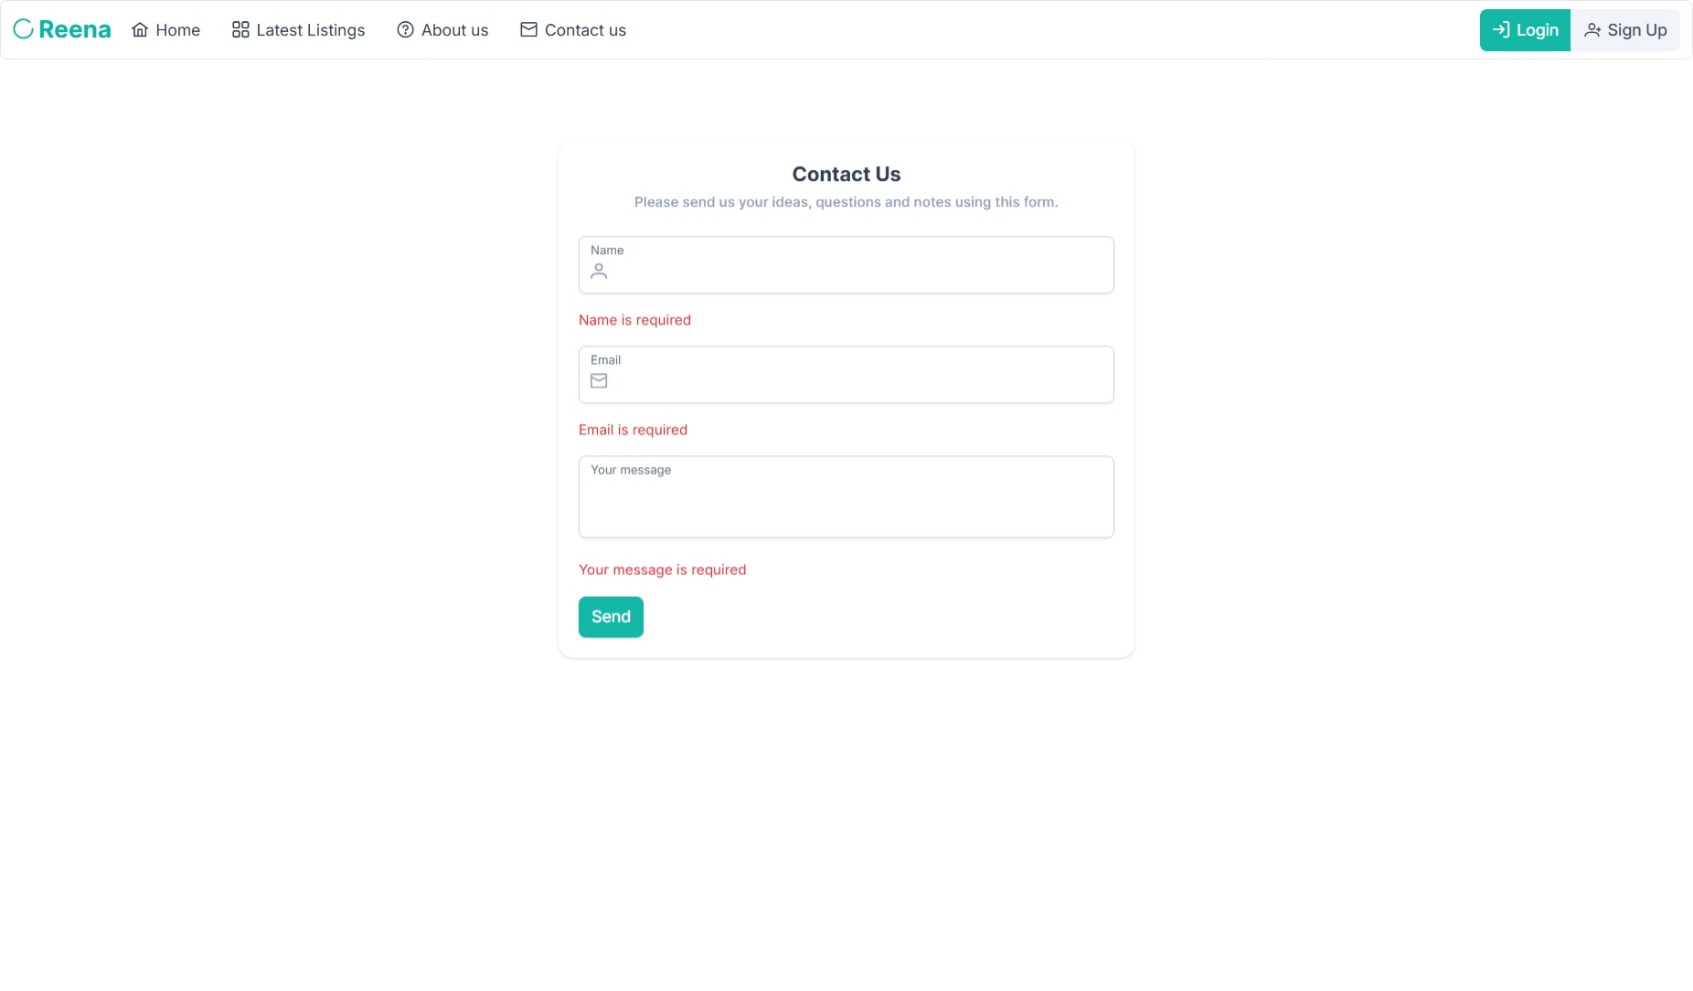 Reena Home Latest Listings About us Contact us Login Sign Up
Contact Us
Please send us your ideas, questions and notes using this form.
Name
Name is required
Email
Email is required
Your message
Your message is required
Send